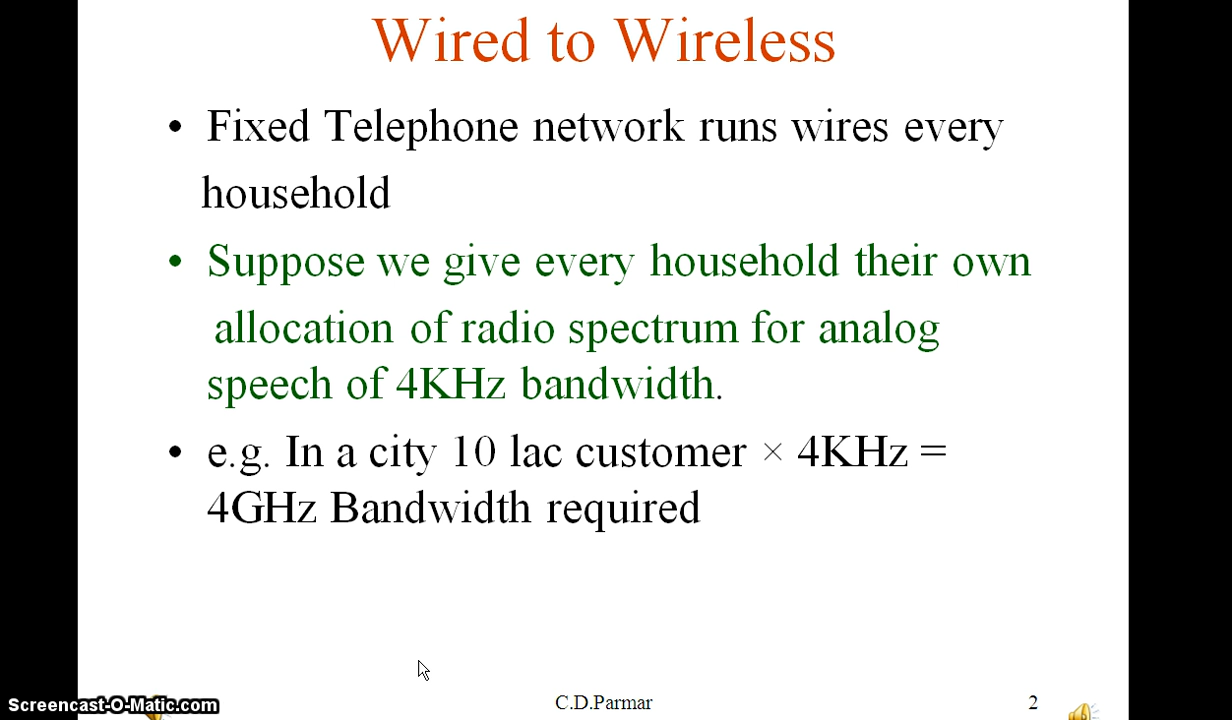 Wired to Wireless
• Fixed Telephone network runs wires every
household
• Suppose we give every household their own
allocation of radio spectrum for analog
speech of 4KHz bandwidth.
• e.g. In a city 10 lac customer × 4KHz =
4GHz Bandwidth required
Screencast-O-Matic.com
C.D.Parmar
2